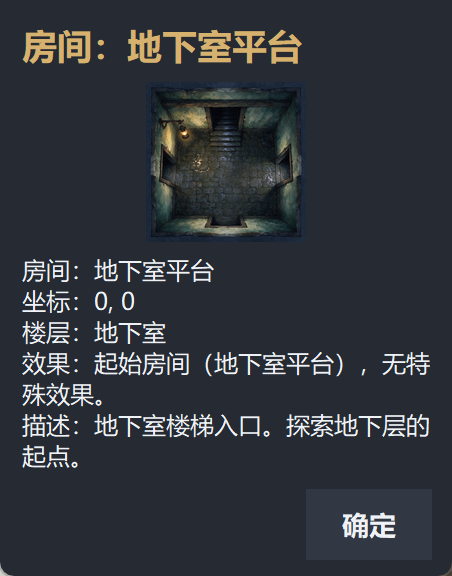 房间：地下室平台
房间：地下室平台
坐标：0, 0
楼层：地下室
效果：起始房间（地下室平台），无特
殊效果。
描述：地下室楼梯入口。探索地下层的
起点。
确定